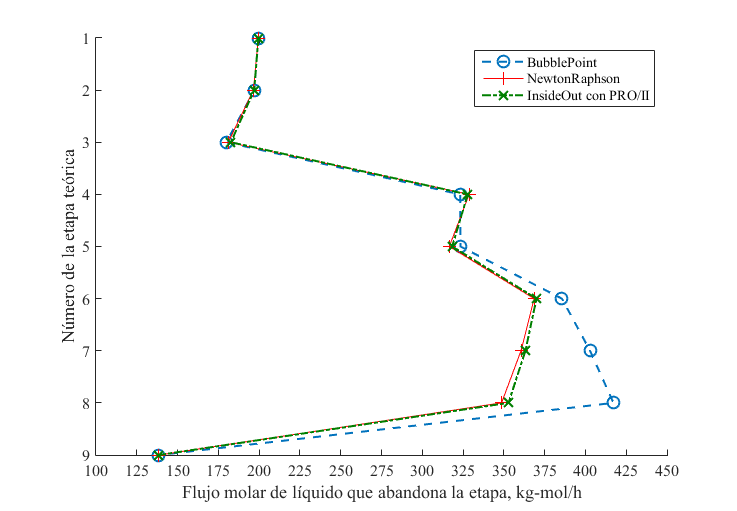 1
2
3
4
5
6
7
8
9
Número de la etapa teórica
BubblePoint
NewtonRaphson
InsideOut con PRO/II
100 125 150 175 200 225 250 275 300 325 350 375 400 425 450
Flujo molar de líquido que abandona la etapa, kg-mol/h